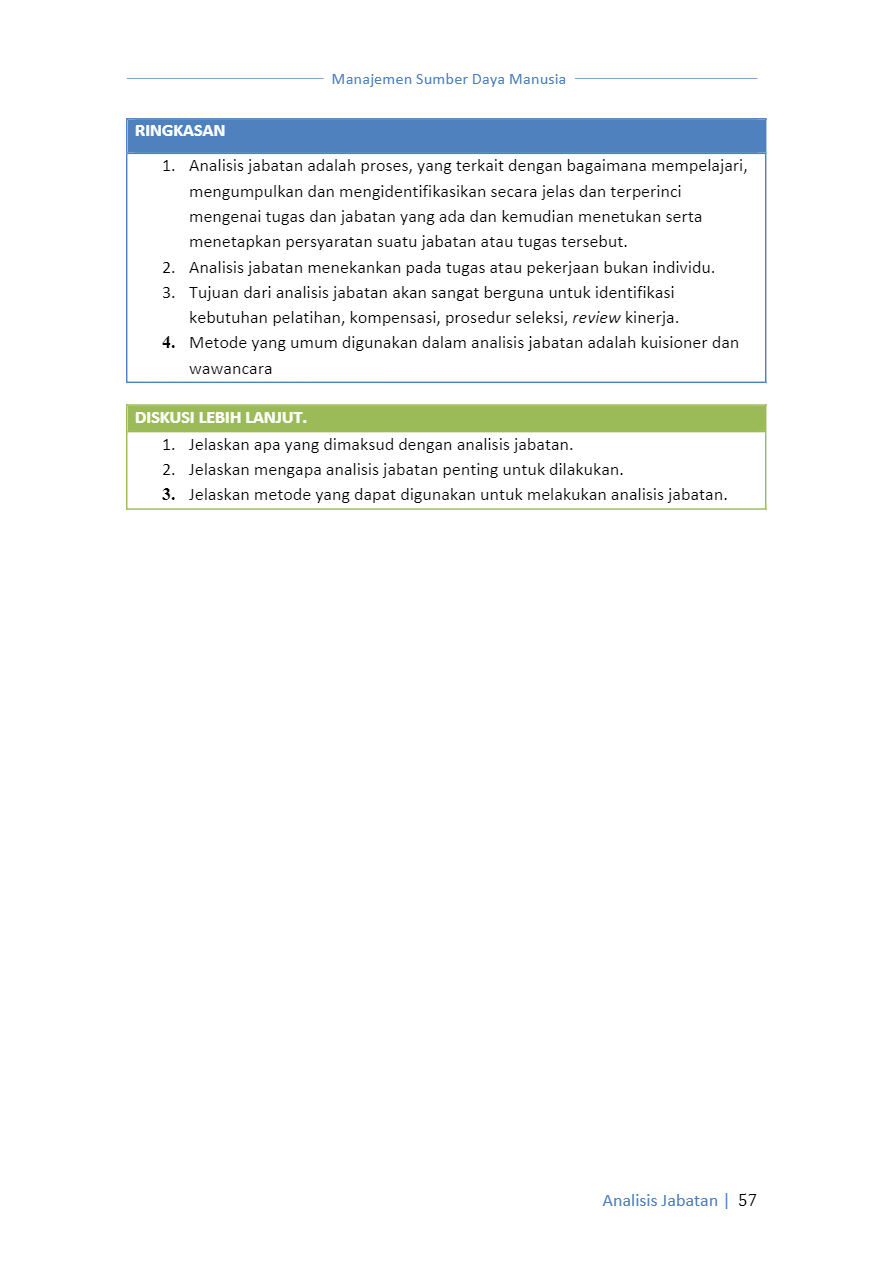 Manajemen Sumber Daya Manusia
RINGKASAN
1. Analisis jabatan adalah proses, yang terkait dengan bagaimana mempelajari,
mengumpulkan dan mengidentifikasikan secara jelas dan terperinci
mengenai tugas dan jabatan yang ada dan kemudian menetukan serta
menetapkan persyaratan suatu jabatan atau tugas tersebut.
2. Analisis jabatan menekankan pada tugas atau pekerjaan bukan individu.
3. Tujuan dari analisis jabatan akan sangat berguna untuk identifikasi
kebutuhan pelatihan, kompensasi, prosedur seleksi, review kinerja.
4. Metode yang umum digunakan dalam analisis jabatan adalah kuisioner dan
wawancara
DISKUSI LEBIH LANJUT.
1. Jelaskan apa yang dimaksud dengan analisis jabatan.
2. Jelaskan mengapa analisis jabatan penting untuk dilakukan.
3. Jelaskan metode yang dapat digunakan untuk melakukan analisis jabatan.
Analisis Jabatan | 57